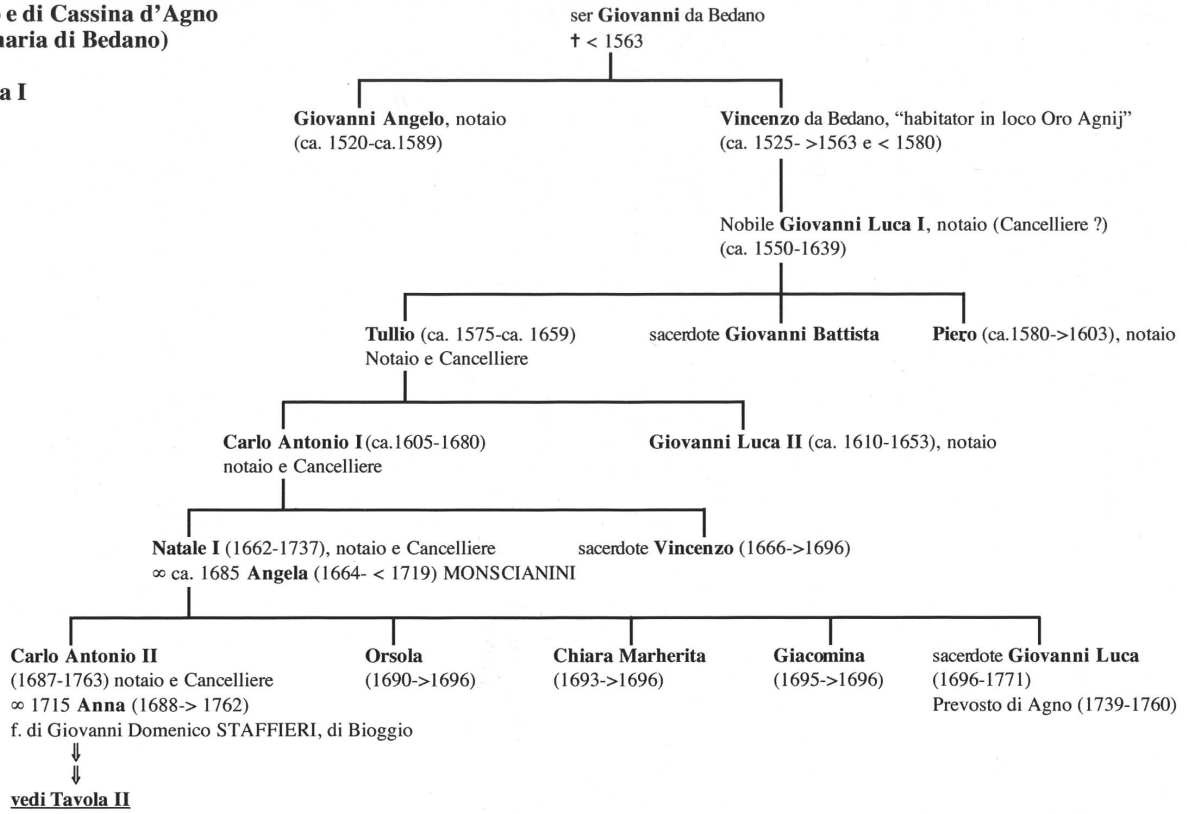 e di Cassina d’Agno
aria di Bedano)
a I
ser Giovanni da Bedano
† < 1563
Giovanni Angelo, notaio
(ca. 1520-ca.1589)
Vincenzo da Bedano, “habitator in loco Oro Agnij”
(ca. 1525- >1563 e < 1580)
Nobile Giovanni Luca I, notaio (Cancelliere ?)
(ca. 1550-1639)
Tullio (ca. 1575-ca. 1659)
Notaio e Cancelliere
sacerdote Giovanni Battista
Piero (ca.1580->1603), notaio
Carlo Antonio I (ca.1605-1680)
notaio e Cancelliere
Giovanni Luca II (ca. 1610-1653), notaio
Natale I (1662-1737), notaio e Cancelliere
∞ ca. 1685 Angela (1664- < 1719) MONSCIANINI
sacerdote Vincenzo (1666->1696)
Carlo Antonio II
(1687-1763) notaio e Cancelliere
∞ 1715 Anna (1688-> 1762)
f. di Giovanni Domenico STAFFIERI, di Bioggio
Orsola
(1690->1696)
Chiara Marherita
(1693->1696)
Giacomina
(1695->1696)
sacerdote Giovanni Luca
(1696-1771)
Prevosto di Agno (1739-1760)
⇓
⇓
vedi Tavola II